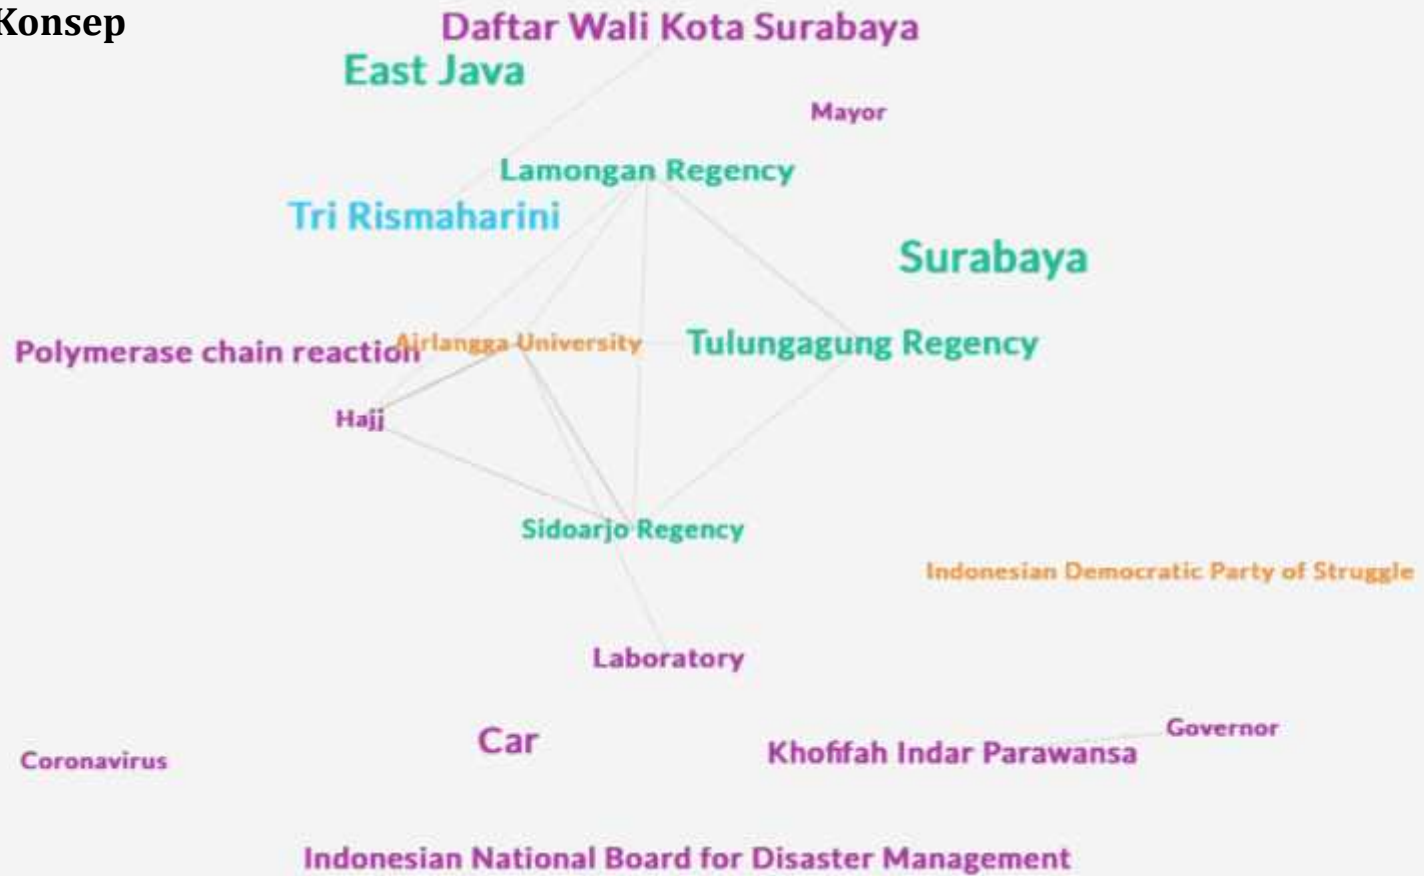 Konsep
Daftar Wali Kota Surabaya
East Java
Mayor
Lamongan Regency
Tri Rismaharini
Surabaya
Polymerase chain reaction
Airlangga University
Tulungagung Regency
Hajj
Sidoarjo Regency
Indonesian Democratic Party of Struggle
Laboratory
Car
Khofifah Indar Parawansa
Governor
Coronavirus
Indonesian National Board for Disaster Management